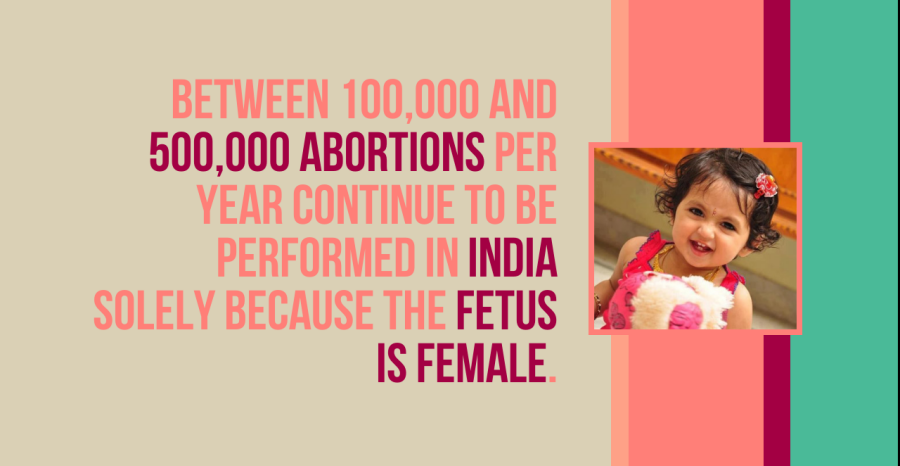 BETWEEN 100,000 AND
500,000 ABORTIONS PER
YEAR CONTINUE TO BE
PERFORMED IN INDIA
SOLELY BECAUSE THE FETUS
IS FEMALE.